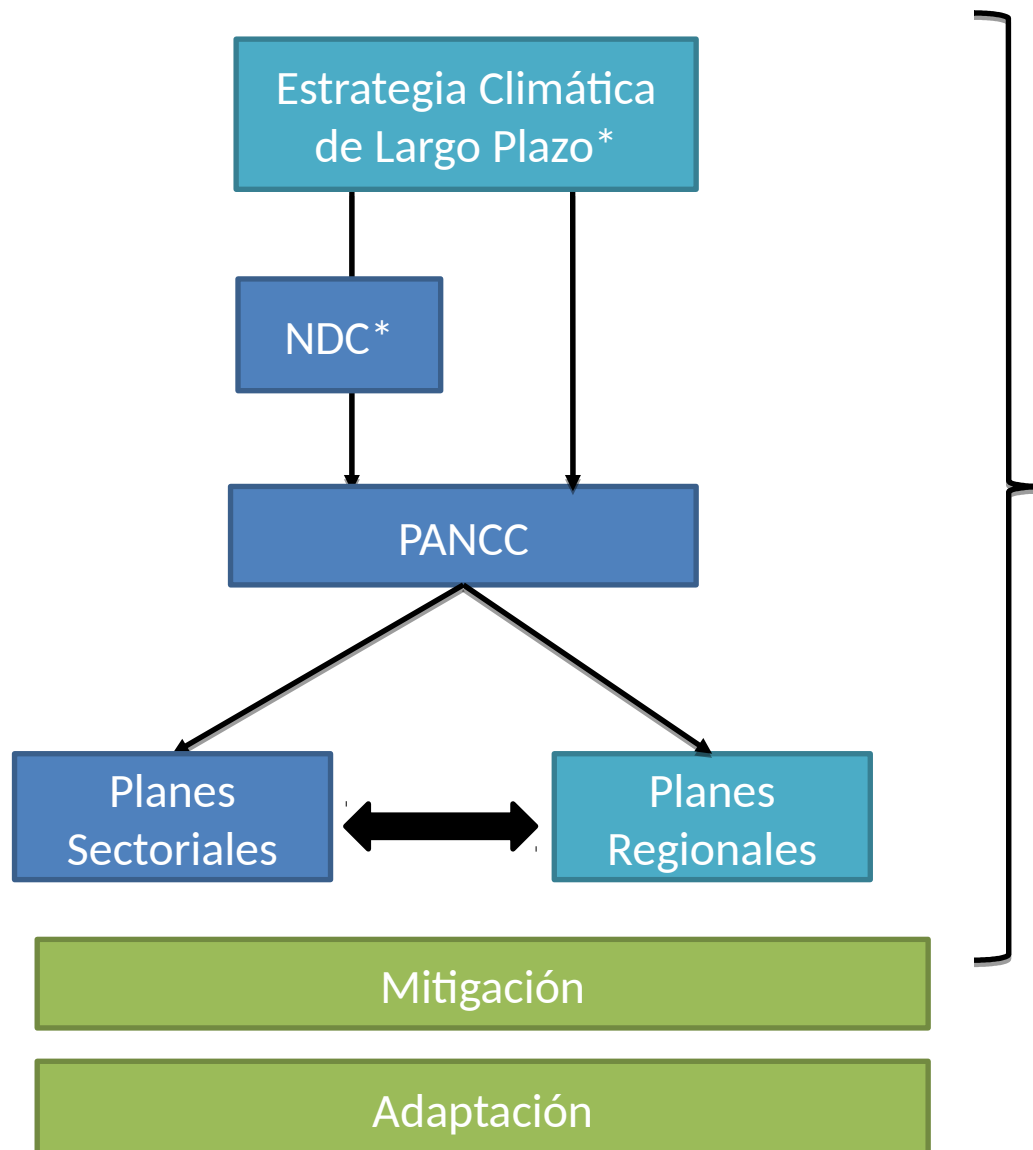 Estrategia Climática
de Largo Plazo*
NDC*
PANCC
Planes
Sectoriales
Planes
Regionales
Mitigación
Adaptación